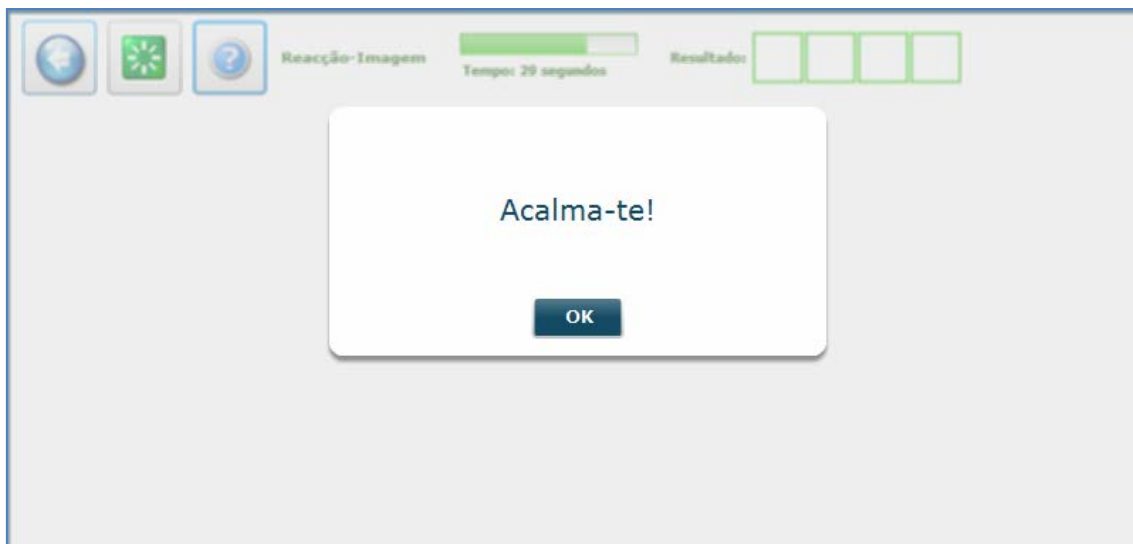 Reacção-Imagem
Tempo: 29 segundos
Resultado:
Acalma-te!
OK